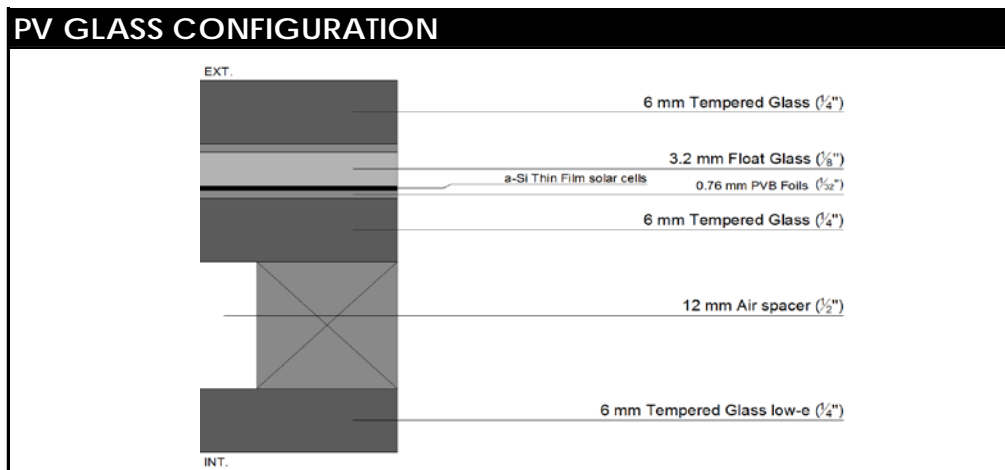 PV GLASS CONFIGURATION
EXT.
6 mm Tempered Glass (1/4")
3.2 mm Float Glass (1/8")
a-Si Thin Film solar cells
0.76 mm PVB Foils (1/32")
6 mm Tempered Glass (1/4")
12 mm Air spacer (1/2")
6 mm Tempered Glass low-e (1/4")
INT.